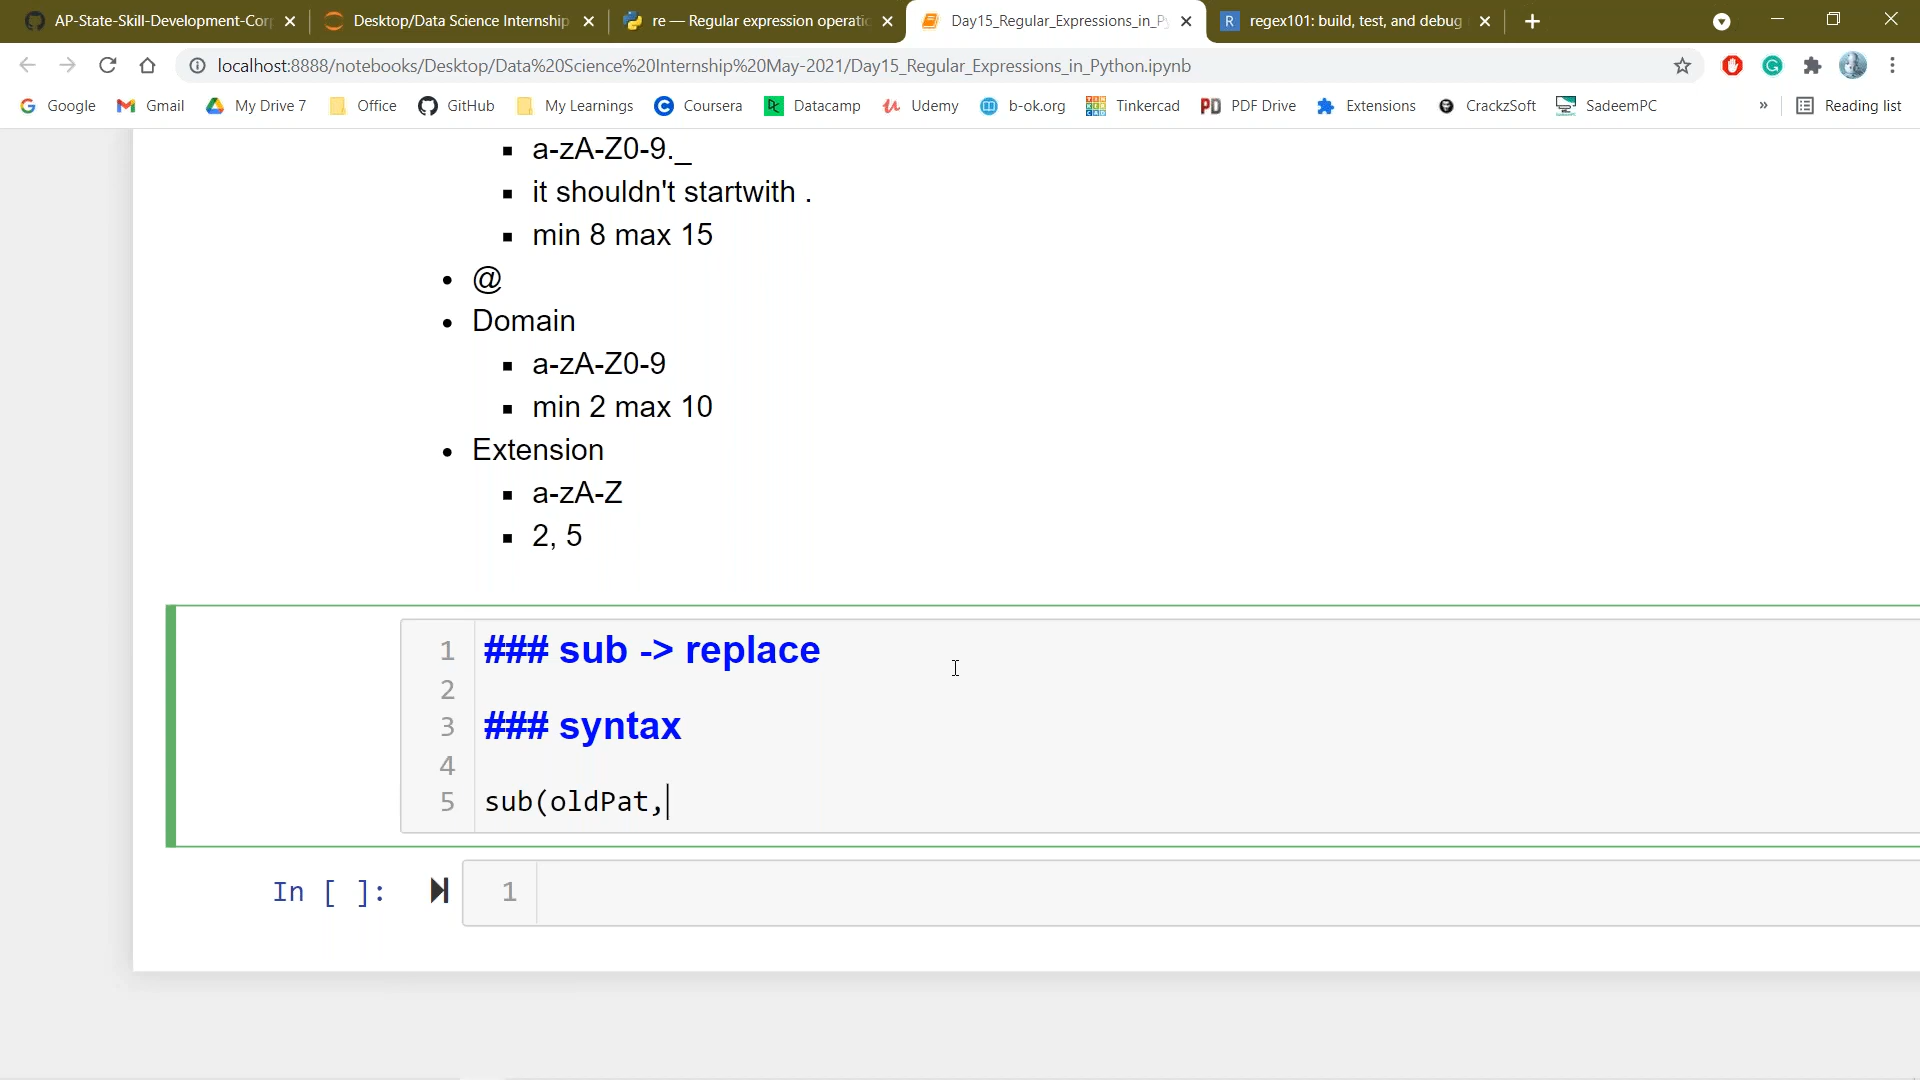 AP-State-Skill-Development-Cor
Desktop/Data Science Internship
re — Regular expression operatic
Day15_Regular_Expressions_in_P
regex101: build, test, and debug
localhost:8888/notebooks/Desktop/Data%20Science%20Internship%20May-2021/Day15_Regular_Expressions_in_Python.ipynb
Google Gmail My Drive 7 Office GitHub My Learnings Coursera Datacamp Udemy b-ok.org Tinkercad PDF Drive Extensions CrackzSoft SadeemPC » Reading list
a-zA-Z0-9._
it shouldn't startwith .
min 8 max 15
@
Domain
a-zA-Z0-9
min 2 max 10
Extension
a-zA-Z
2, 5
1 ### sub -> replace
2
3 ### syntax
4
5 sub(oldPat,
In [ ]: 1